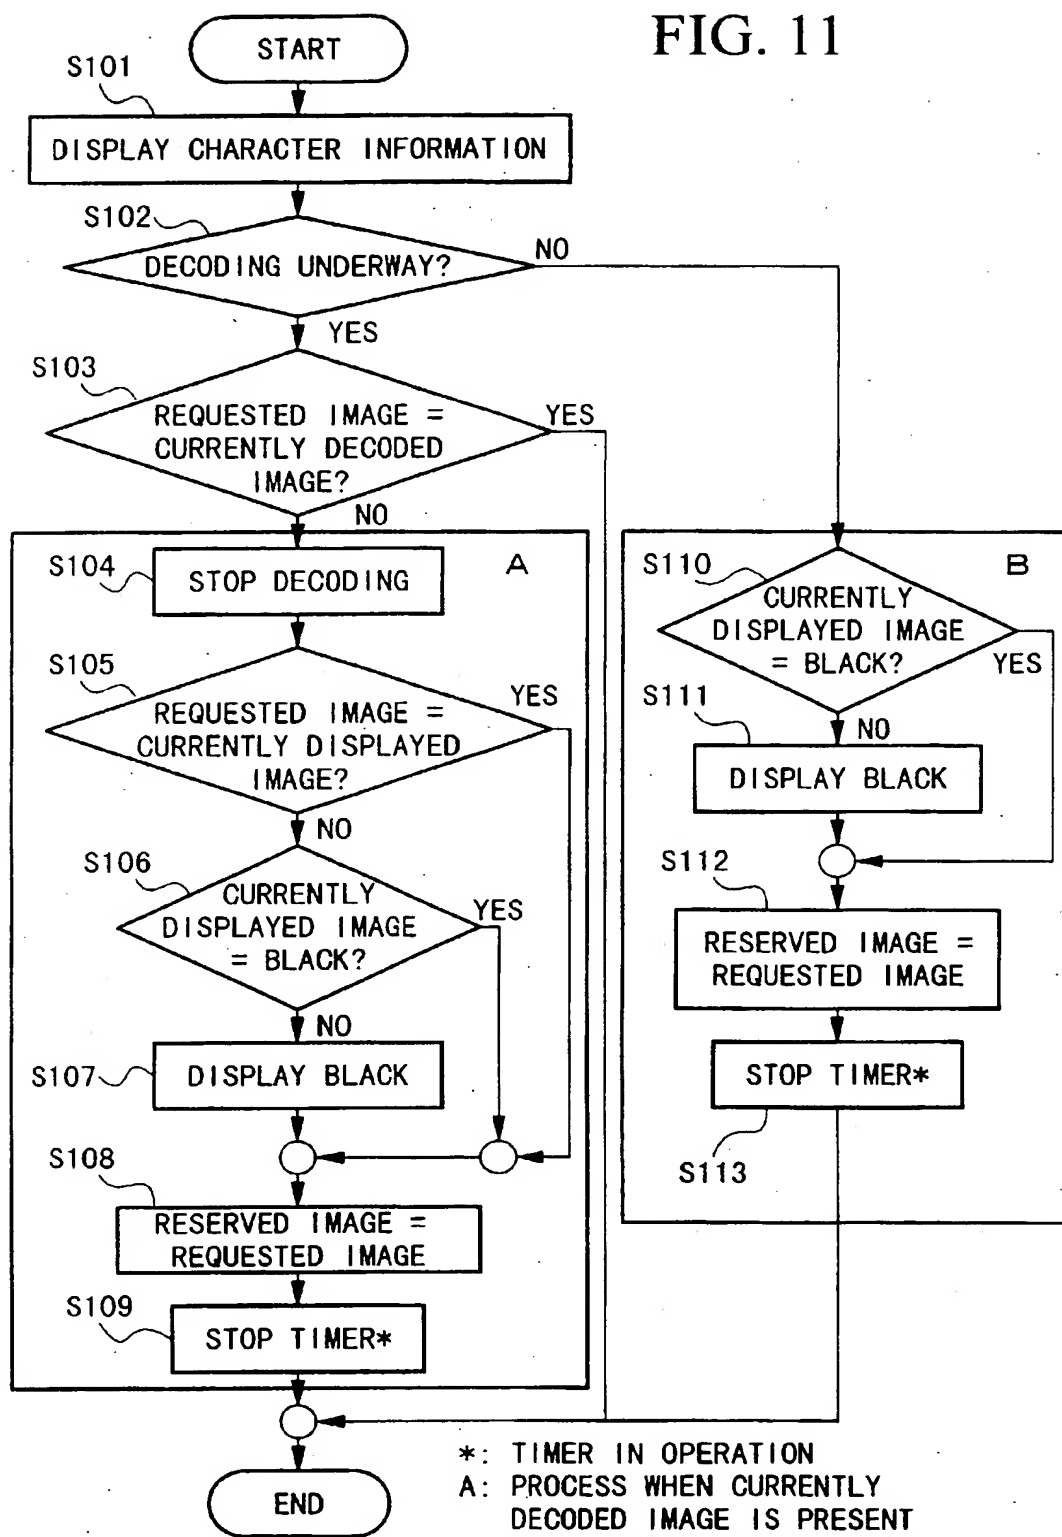 FIG. 11
START
S101
DISPLAY CHARACTER INFORMATION
S102
DECODING UNDERWAY?
NO
YES
S103
REQUESTED IMAGE =
CURRENTLY DECODED
IMAGE?
YES
NO
A
S104
STOP DECODING
S105
REQUESTED IMAGE =
CURRENTLY DISPLAYED
IMAGE?
YES
NO
S106
CURRENTLY
DISPLAYED IMAGE
= BLACK?
YES
NO
S107
DISPLAY BLACK
S108
RESERVED IMAGE =
REQUESTED IMAGE
S109
STOP TIMER*
B
S110
CURRENTLY
DISPLAYED IMAGE
= BLACK?
YES
S111
NO
DISPLAY BLACK
S112
RESERVED IMAGE =
REQUESTED IMAGE
STOP TIMER*
S113
END
*: TIMER IN OPERATION
A: PROCESS WHEN CURRENTLY
DECODED IMAGE IS PRESENT